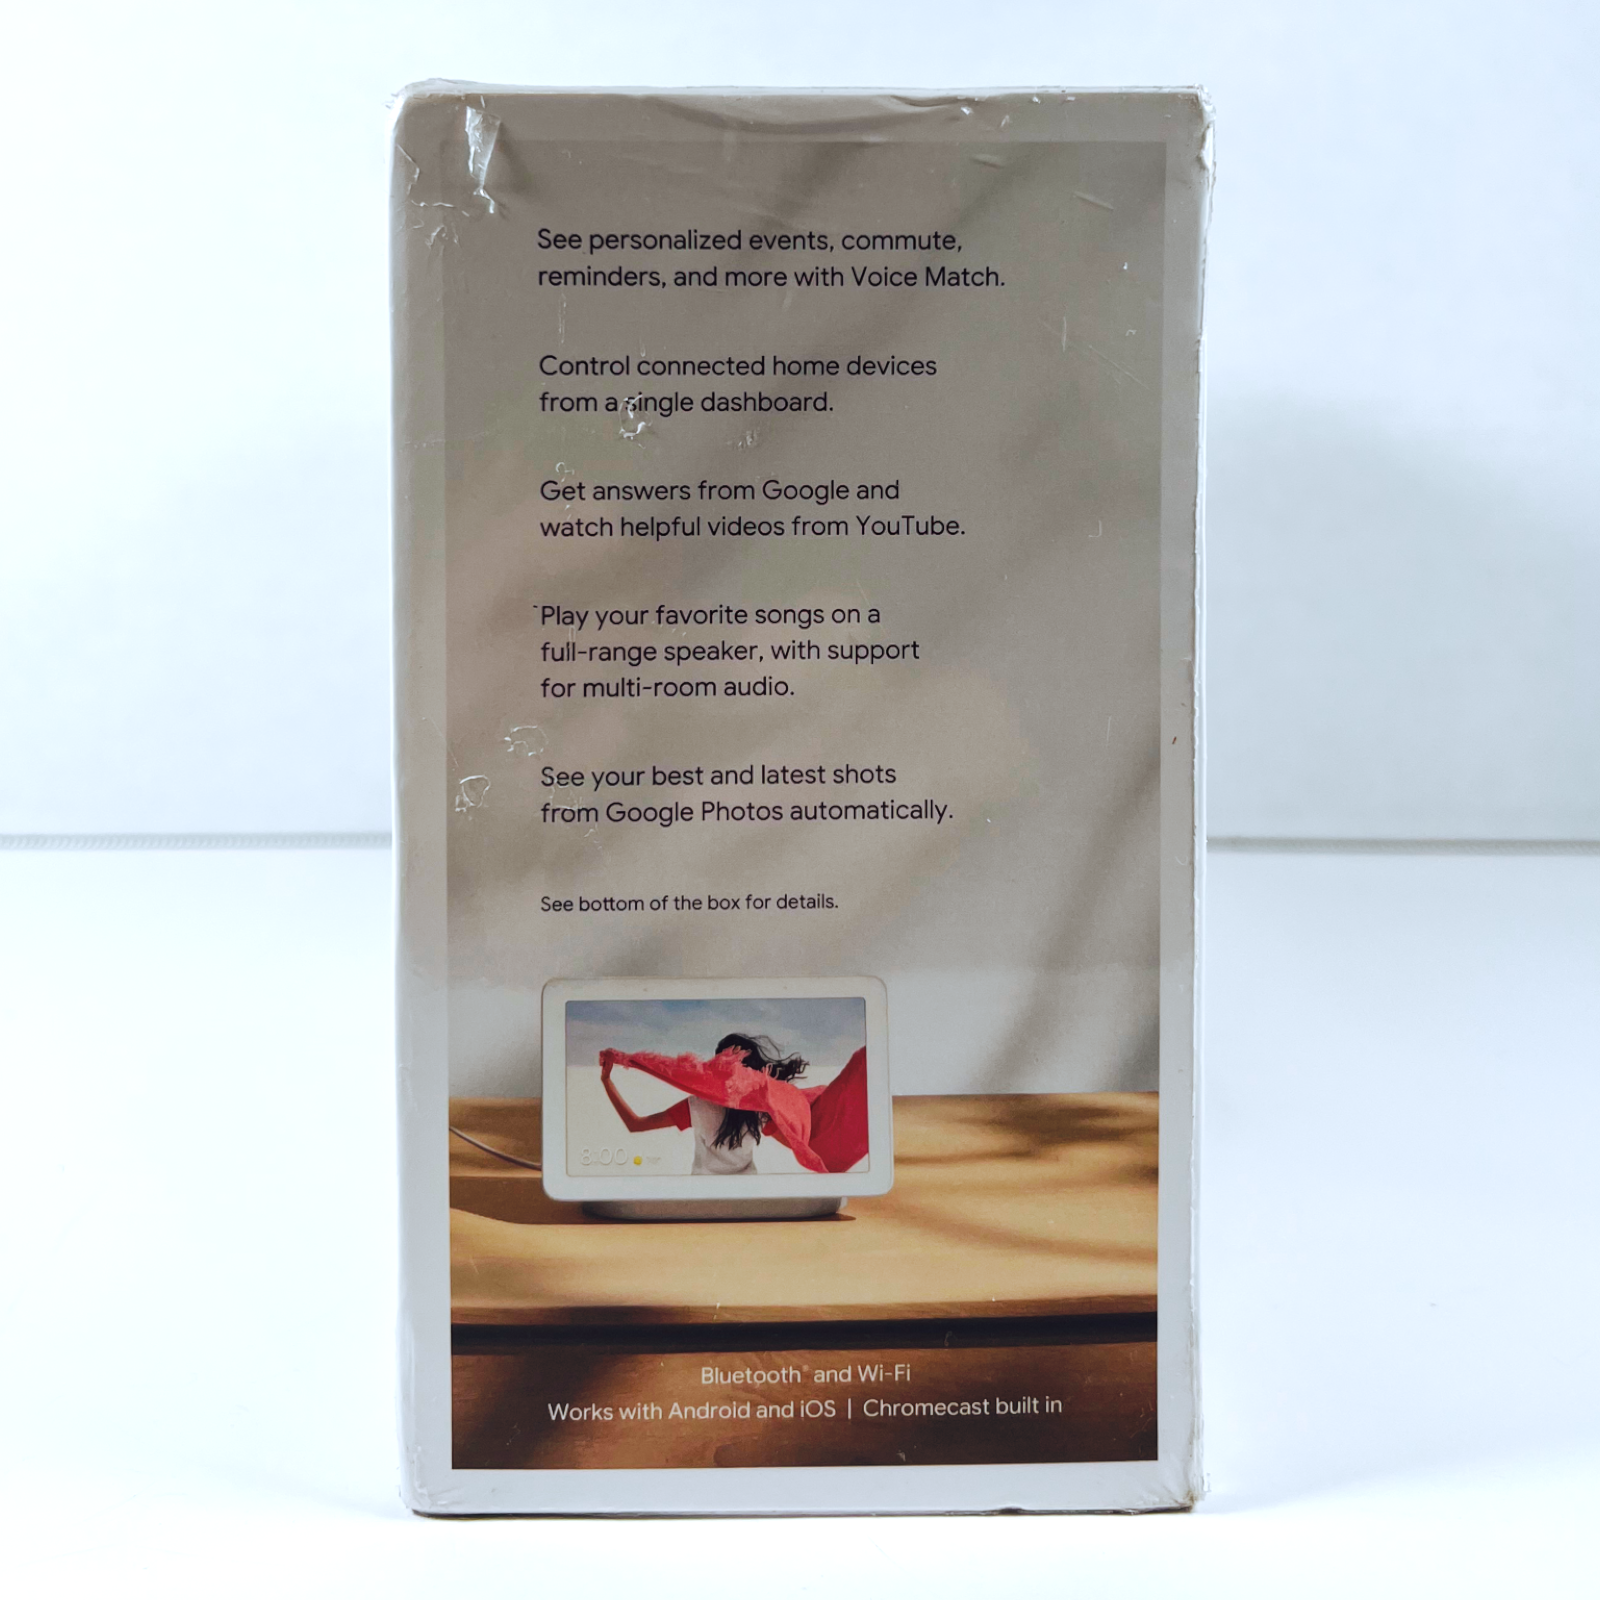 See personalized events, commute,
reminders, and more with Voice Match.
Control connected home devices
from a single dashboard.
Get answers from Google and
watch helpful videos from YouTube.
Play your favorite songs on a
full-range speaker, with support
for multi-room audio.
See your best and latest shots
from Google Photos automatically.
See bottom of the box for details.
8:00
Bluetooth® and Wi-Fi
Works with Android and iOS | Chromecast built in